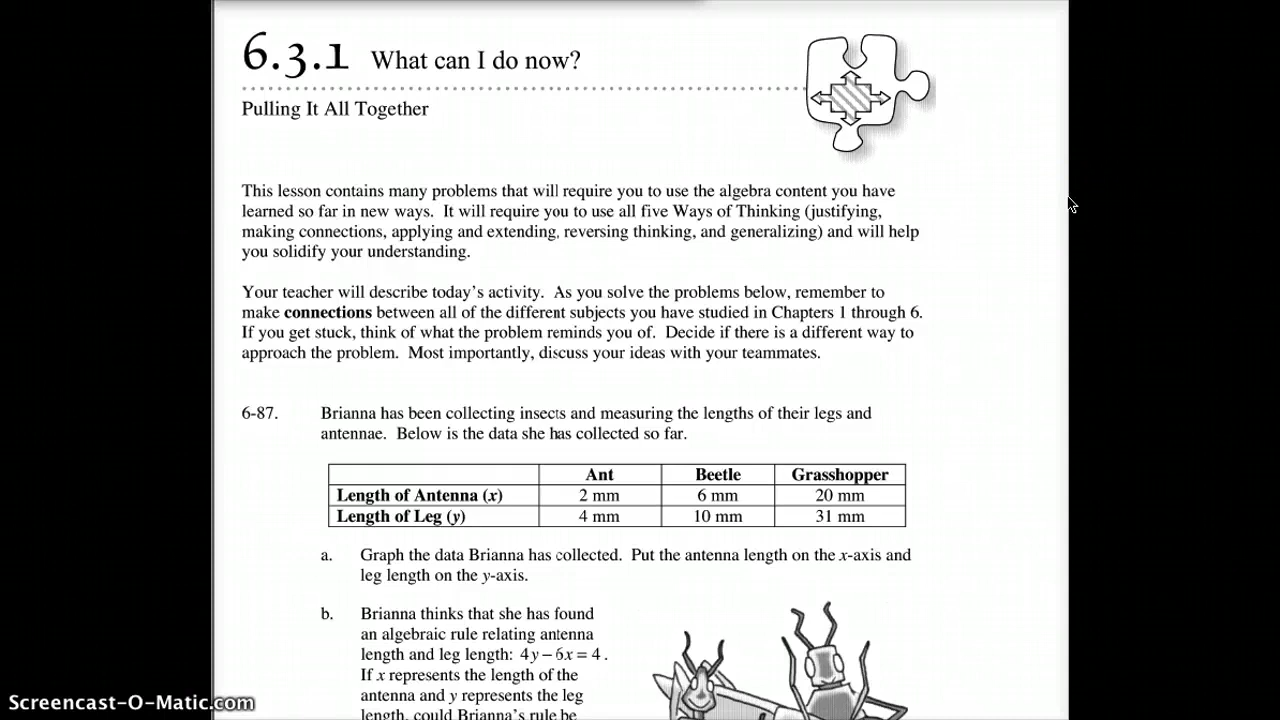 6.3.1 What can I do now?
Pulling It All Together
This lesson contains many problems that will require you to use the algebra content you have
learned so far in new ways. It will require you to use all five Ways of Thinking (justifying,
making connections, applying and extending, reversing thinking, and generalizing) and will help
you solidify your understanding.
Your teacher will describe today's activity. As you solve the problems below, remember to
make connections between all of the different subjects you have studied in Chapters 1 through 6.
If you get stuck, think of what the problem reminds you of. Decide if there is a different way to
approach the problem. Most importantly, discuss your ideas with your teammates.
6-87. Brianna has been collecting insects and measuring the lengths of their legs and
antennae. Below is the data she has collected so far.
Ant Beetle Grasshopper
Length of Antenna (x) 2 mm 6 mm 20 mm
Length of Leg (y) 4 mm 10 mm 31 mm
a. Graph the data Brianna has collected. Put the antenna length on the x-axis and
leg length on the y-axis.
b. Brianna thinks that she has found
an algebraic rule relating antenna
length and leg length: 4y – 6x = 4.
If x represents the length of the
antenna and y represents the leg
length, could Brianna's rule be
Screencast-O-Matic.com